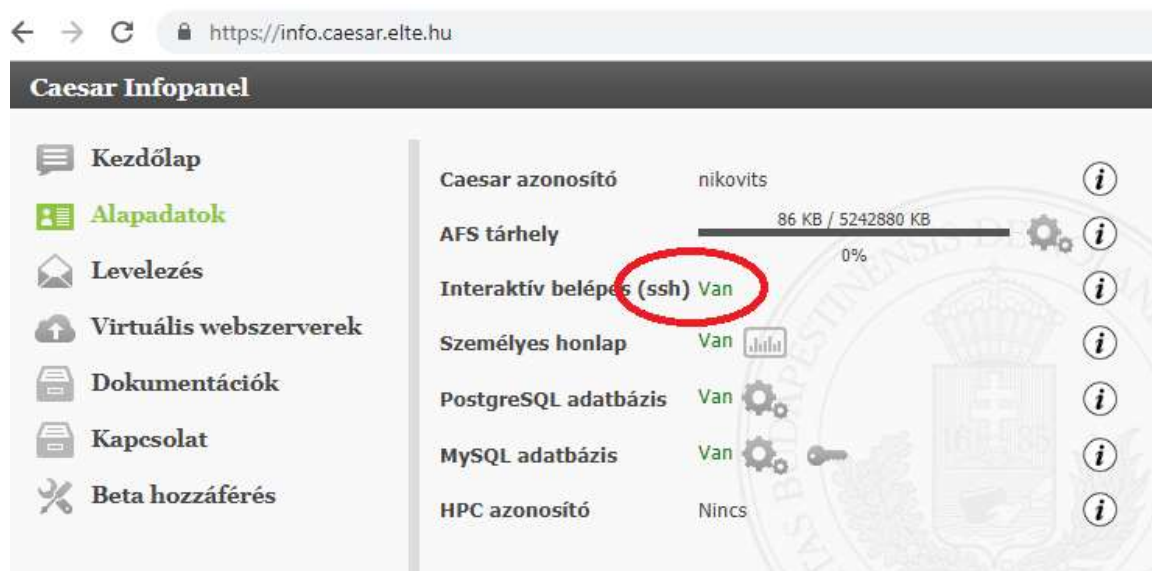 https://info.caesar.elte.hu
Caesar Infopanel
Kezdőlap
Alapadatok
Levelezés
Virtuális webszerverek
Dokumentációk
Kapcsolat
Beta hozzáférés
Caesar azonosító nikovits
AFS tárhely 86 KB / 5242880 KB
0%
Interaktív belépés (ssh) Van
Személyes honlap Van
PostgreSQL adatbázis Van
MySQL adatbázis Van
HPC azonosító Nincs